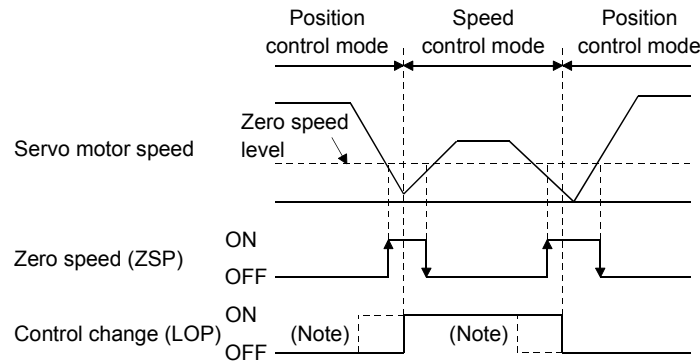 Position control mode
Speed control mode
Position control mode
Zero speed level
Servo motor speed
ON
Zero speed (ZSP)
OFF
ON
Control change (LOP)
(Note)
(Note)
OFF